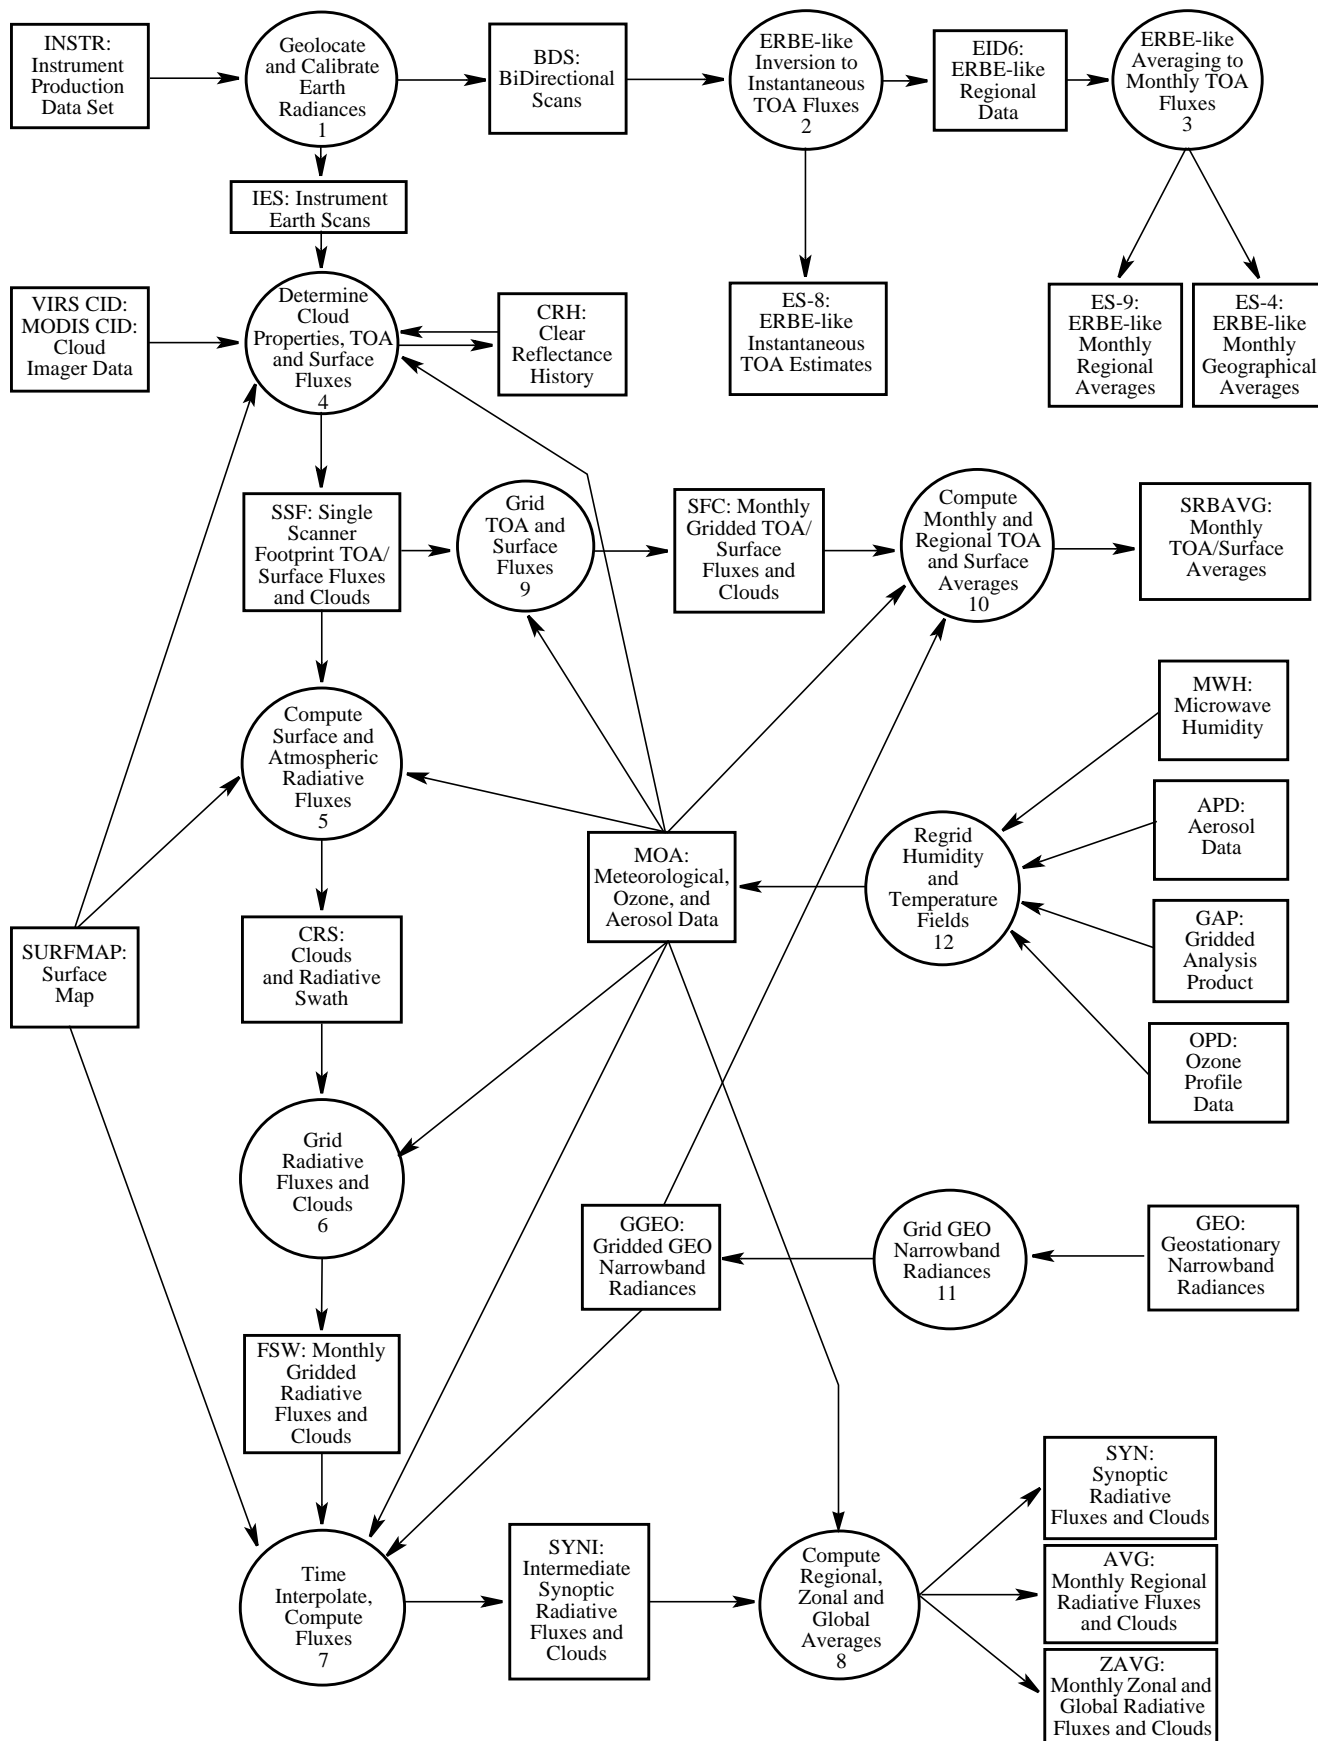 INSTR:
Instrument
Production
Data Set
Geolocate
and Calibrate
Earth
Radiances
1
BDS:
BiDirectional
Scans
ERBE-like
Inversion to
Instantaneous
TOA Fluxes
2
EID6:
ERBE-like
Regional
Data
ERBE-like
Averaging to
Monthly TOA
Fluxes
3
IES: Instrument
Earth Scans
VIRS CID:
MODIS CID:
Cloud
Imager Data
Determine
Cloud
Properties, TOA
and Surface
Fluxes
4
CRH:
Clear
Reflectance
History
ES-8:
ERBE-like
Instantaneous
TOA Estimates
ES-9:
ERBE-like
Monthly
Regional
Averages
ES-4:
ERBE-like
Monthly
Geographical
Averages
SSF: Single
Scanner
Footprint TOA/
Surface Fluxes
and Clouds
Grid
TOA and
Surface
Fluxes
9
SFC: Monthly
Gridded TOA/
Surface
Fluxes and
Clouds
Compute
Monthly and
Regional TOA
and Surface
Averages
10
SRBAVG:
Monthly
TOA/Surface
Averages
Compute
Surface and
Atmospheric
Radiative
Fluxes
5
MWH:
Microwave
Humidity
APD:
Aerosol
Data
MOA:
Meteorological,
Ozone, and
Aerosol Data
Regrid
Humidity
and
Temperature
Fields
12
GAP:
Gridded
Analysis
Product
SURFMAP:
Surface
Map
CRS:
Clouds
and Radiative
Swath
OPD:
Ozone
Profile
Data
Grid
Radiative
Fluxes and
Clouds
6
GGEO:
Gridded GEO
Narrowband
Radiances
Grid GEO
Narrowband
Radiances
11
GEO:
Geostationary
Narrowband
Radiances
FSW: Monthly
Gridded
Radiative
Fluxes and
Clouds
Time
Interpolate,
Compute
Fluxes
7
SYNI:
Intermediate
Synoptic
Radiative
Fluxes and
Clouds
Compute
Regional,
Zonal and
Global
Averages
8
SYN:
Synoptic
Radiative
Fluxes and Clouds
AVG:
Monthly Regional
Radiative Fluxes
and Clouds
ZAVG:
Monthly Zonal and
Global Radiative
Fluxes and Clouds